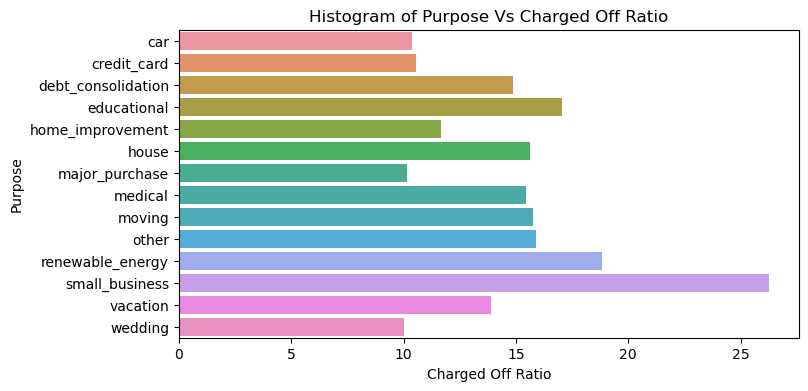 Histogram of Purpose Vs Charged Off Ratio
Purpose
car
credit_card
debt_consolidation
educational
home_improvement
house
major_purchase
medical
moving
other
renewable_energy
small_business
vacation
wedding
0 5 10 15 20 25
Charged Off Ratio